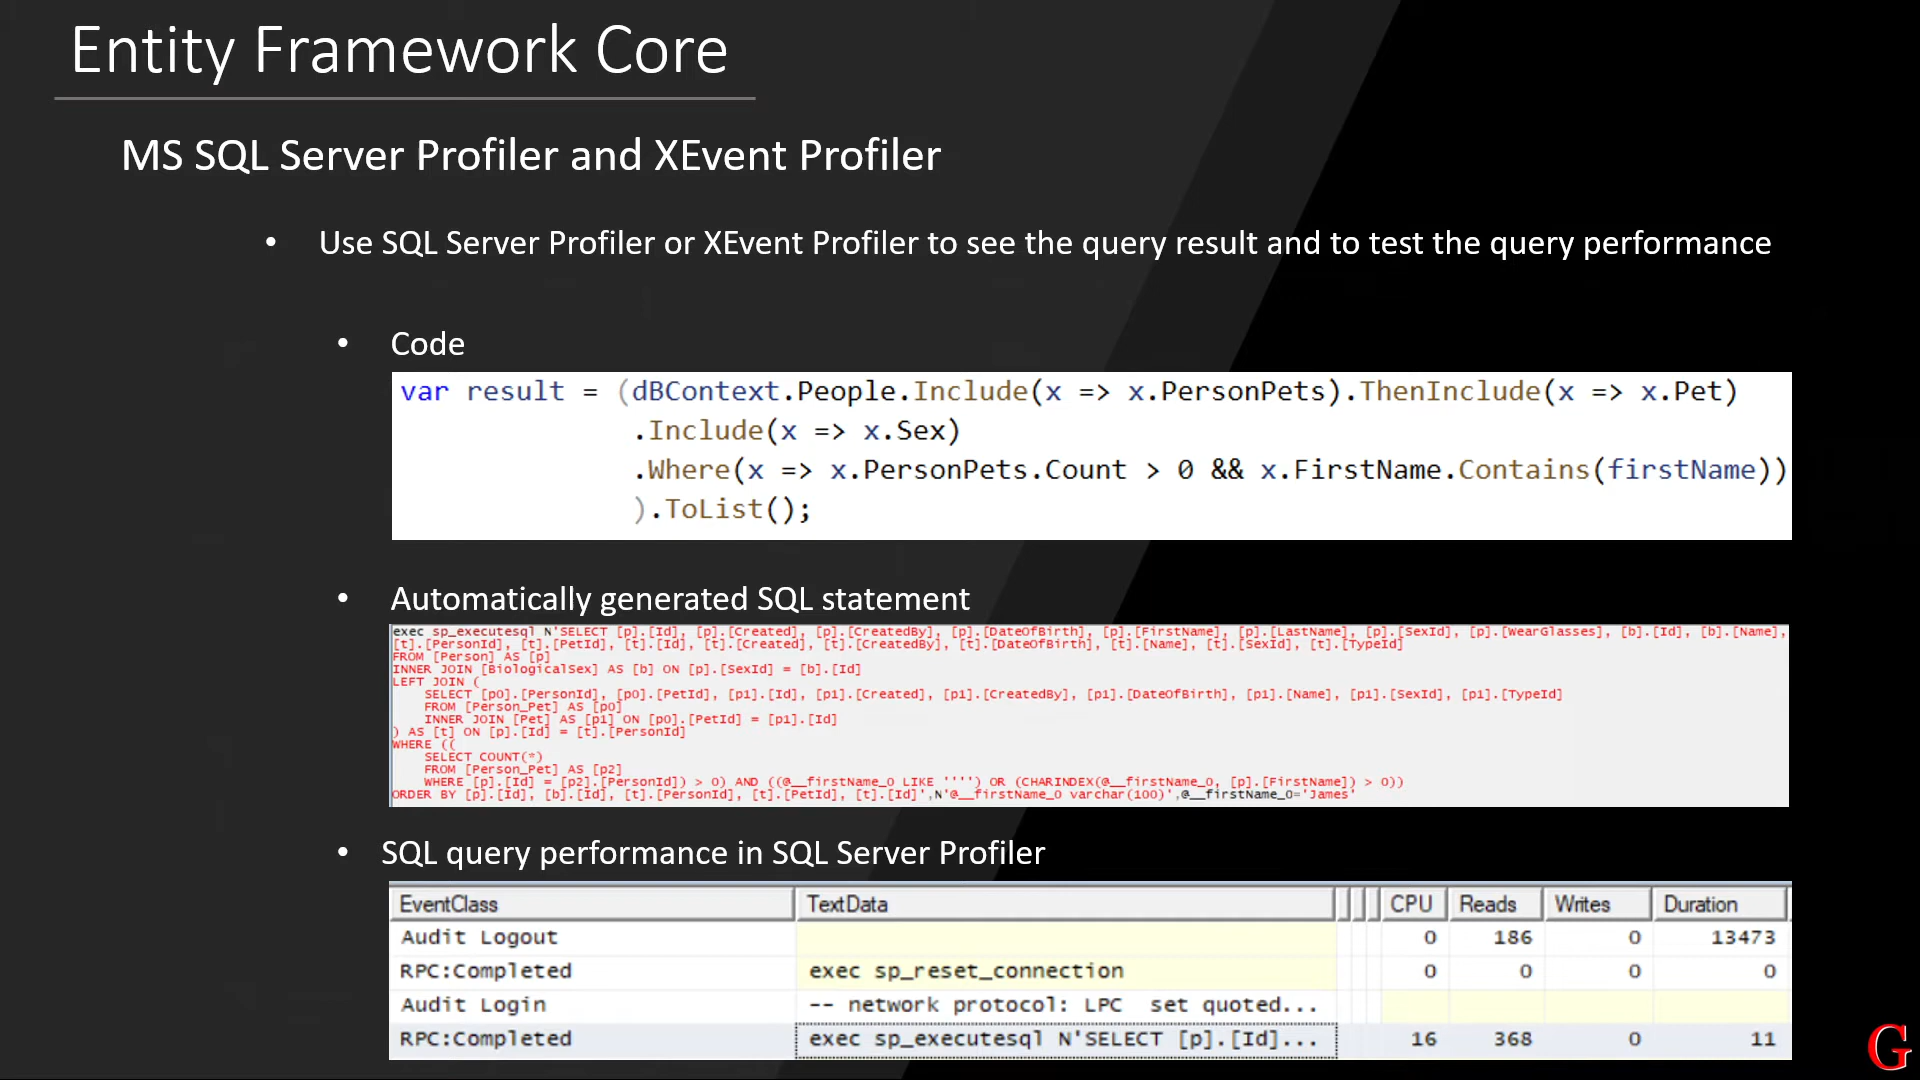 Entity Framework Core
MS SQL Server Profiler and XEvent Profiler
• Use SQL Server Profiler or XEvent Profiler to see the query result and to test the query performance
• Code
var result = (dBContext.People.Include(x => x.PersonPets).ThenInclude(x => x.Pet)
.Include(x => x.Sex)
.Where(x => x.PersonPets.Count > 0 && x.FirstName.Contains(firstName))
).ToList();
• Automatically generated SQL statement
exec sp_executesql N'SELECT [p].[Id], [p].[Created], [p].[CreatedBy], [p].[DateOfBirth], [p].[FirstName], [p].[LastName], [p].[SexId], [p].[WearGlasses], [b].[Id], [b].[Name],
[t].[PersonId], [t].[PetId], [t].[Id], [t].[Created], [t].[CreatedBy], [t].[DateOfBirth], [t].[Name], [t].[SexId], [t].[TypeId]
FROM [Person] AS [p]
INNER JOIN [BiologicalSex] AS [b] ON [p].[SexId] = [b].[Id]
LEFT JOIN (
SELECT [p0].[PersonId], [p0].[PetId], [p1].[Id], [p1].[Created], [p1].[CreatedBy], [p1].[DateOfBirth], [p1].[Name], [p1].[SexId], [p1].[TypeId]
FROM [Person_Pet] AS [p0]
INNER JOIN [Pet] AS [p1] ON [p0].[PetId] = [p1].[Id]
) AS [t] ON [p].[Id] = [t].[PersonId]
WHERE ((
SELECT COUNT(*)
FROM [Person_Pet] AS [p2]
WHERE [p].[Id] = [p2].[PersonId]) > 0) AND ((@__firstName_0 LIKE '''') OR (CHARINDEX(@__firstName_0, [p].[FirstName]) > 0))
ORDER BY [p].[Id], [b].[Id], [t].[PersonId], [t].[PetId], [t].[Id]',N'@__firstName_0 varchar(100)',@__firstName_0='James'
• SQL query performance in SQL Server Profiler
EventClass TextData CPU Reads Writes Duration
Audit Logout 0 186 0 13473
RPC:Completed exec sp_reset_connection 0 0 0 0
Audit Login -- network protocol: LPC set quoted...
RPC:Completed exec sp_executesql N'SELECT [p].[Id]... 16 368 0 11
G